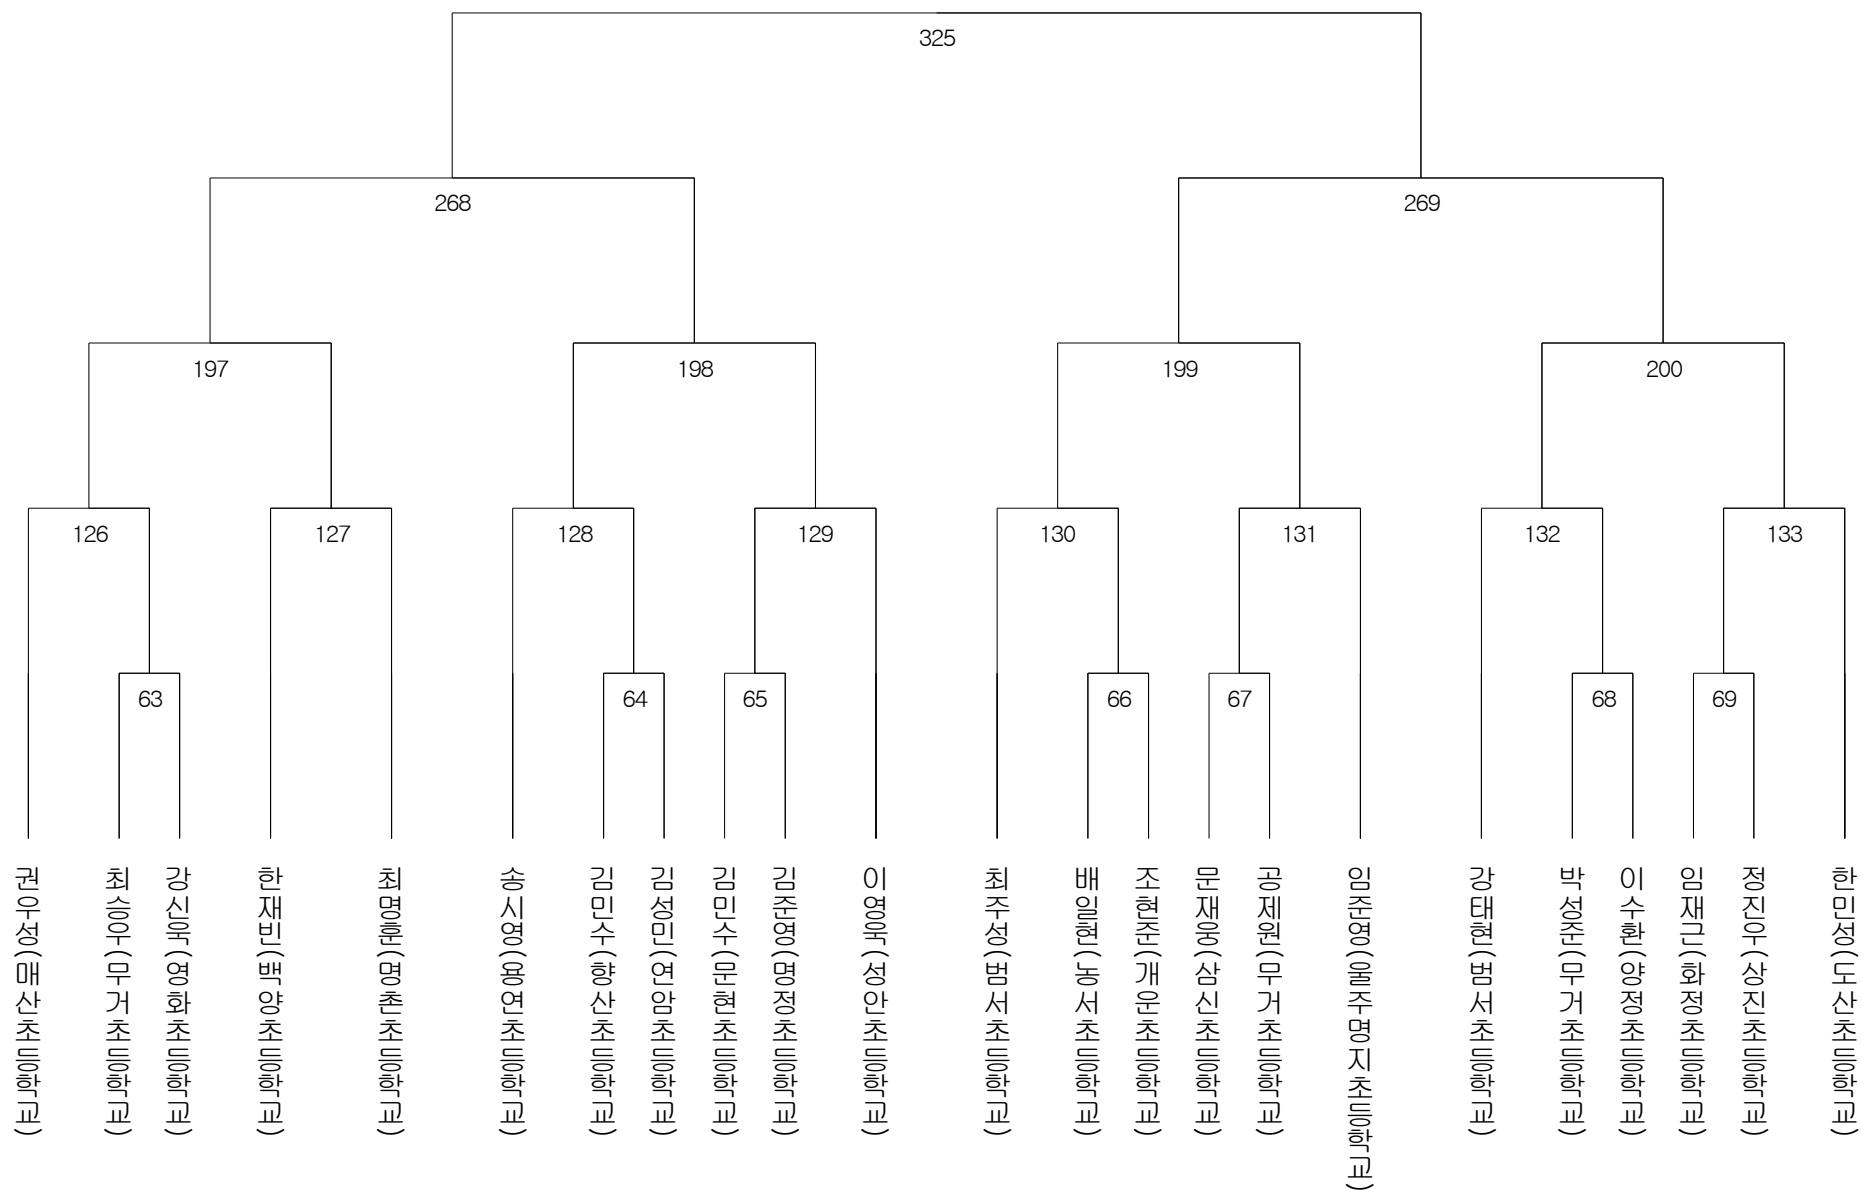 325
268
269
197
198
199
200
126
127
128
129
130
131
132
133
63
64
65
66
67
68
69
권우성(매산초등학교)
최승우(무거초등학교)
강신욱(영화초등학교)
한재빈(백양초등학교)
최명훈(명촌초등학교)
송시영(용연초등학교)
김민수(향산초등학교)
김성민(연암초등학교)
김민수(문현초등학교)
김준영(명정초등학교)
이영욱(성안초등학교)
최주성(범서초등학교)
배일현(농서초등학교)
조현준(개운초등학교)
문재웅(삼신초등학교)
공제원(무거초등학교)
임준영(울주명지초등학교)
강태현(범서초등학교)
박성준(무거초등학교)
이수환(양정초등학교)
임재근(화정초등학교)
정진우(상진초등학교)
한민성(도산초등학교)